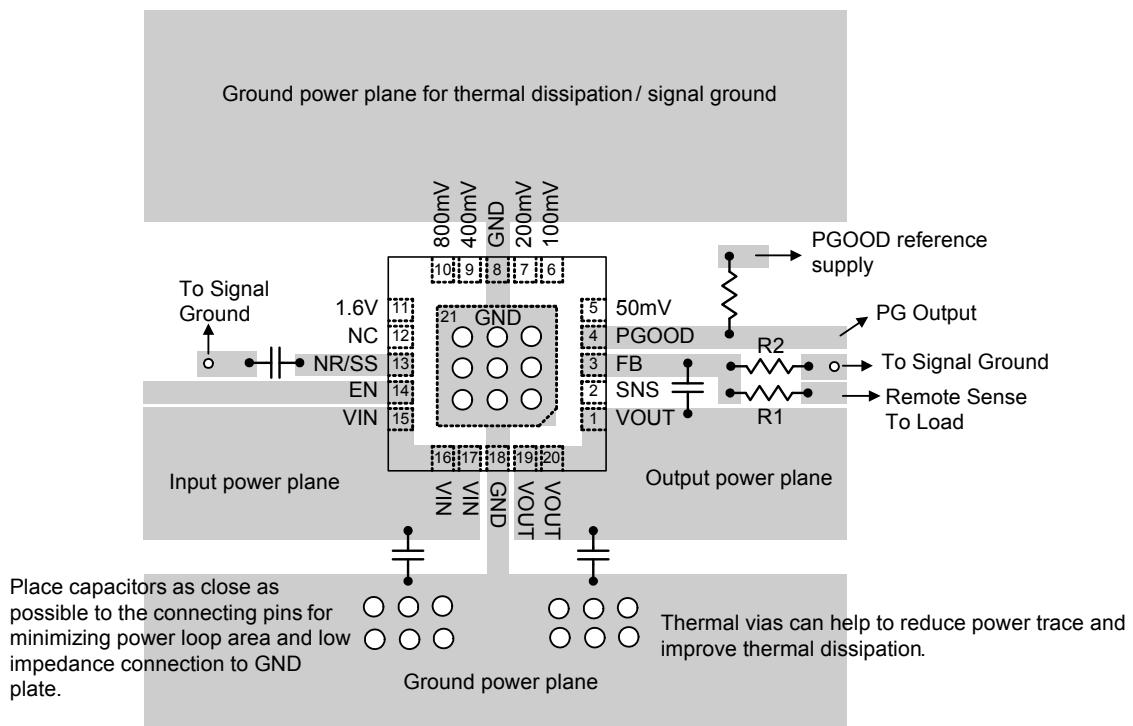 Ground power plane for thermal dissipation / signal ground
800mV
400mV
GND
200mV
100mV
10
9
8
7
6
PGOOD reference
supply
To Signal
Ground
1.6V
11
21
GND
5
50mV
PG Output
NC
12
4
PGOOD
R2
NR/SS
13
3
FB
To Signal Ground
EN
14
2
SNS
Remote Sense
To Load
VIN
15
1
VOUT
R1
16
17
18
19
20
Input power plane
Output power plane
VIN
VIN
GND
VOUT
VOUT
Place capacitors as close as
possible to the connecting pins for
minimizing power loop area and low
impedance connection to GND
plate.
Thermal vias can help to reduce power trace and
improve thermal dissipation.
Ground power plane